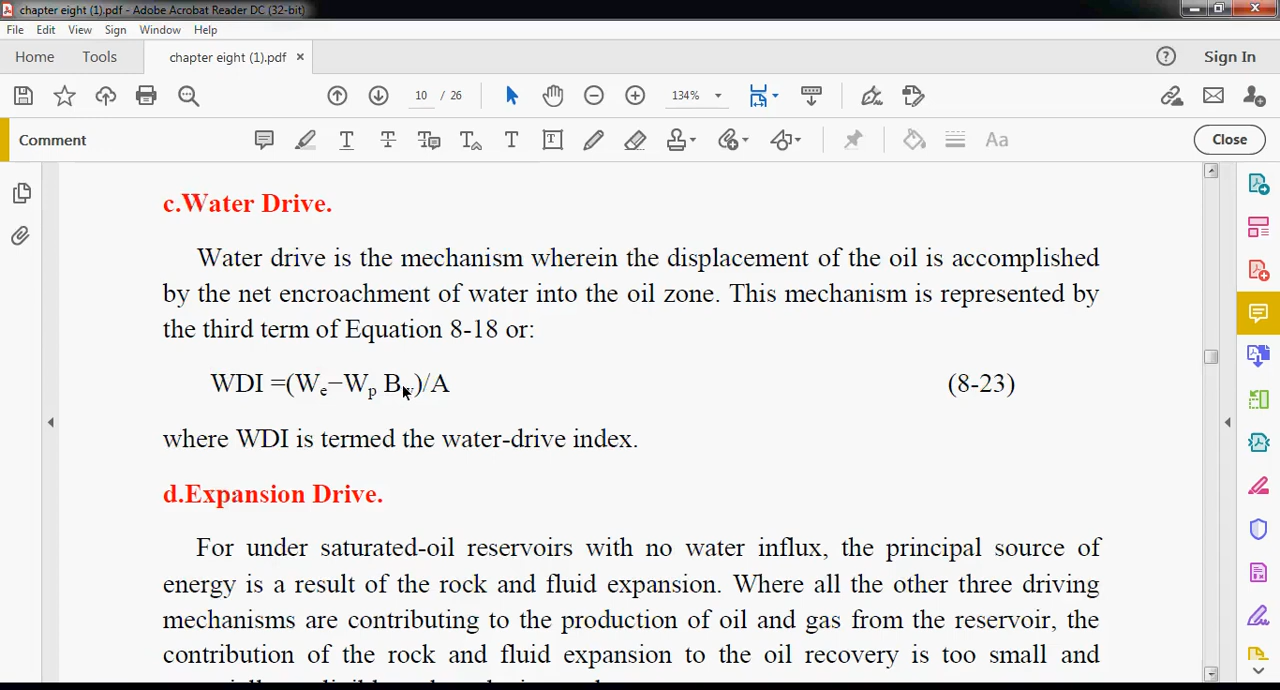 chapter eight (1).pdf - Adobe Acrobat Reader DC (32-bit)
File Edit View Sign Window Help
Home Tools chapter eight (1).pdf × Sign In
10 / 26 134%
Comment Close
c.Water Drive.
Water drive is the mechanism wherein the displacement of the oil is accomplished
by the net encroachment of water into the oil zone. This mechanism is represented by
the third term of Equation 8-18 or:
WDI =(We−Wp Bw)/A (8-23)
where WDI is termed the water-drive index.
d.Expansion Drive.
For under saturated-oil reservoirs with no water influx, the principal source of
energy is a result of the rock and fluid expansion. Where all the other three driving
mechanisms are contributing to the production of oil and gas from the reservoir, the
contribution of the rock and fluid expansion to the oil recovery is too small and